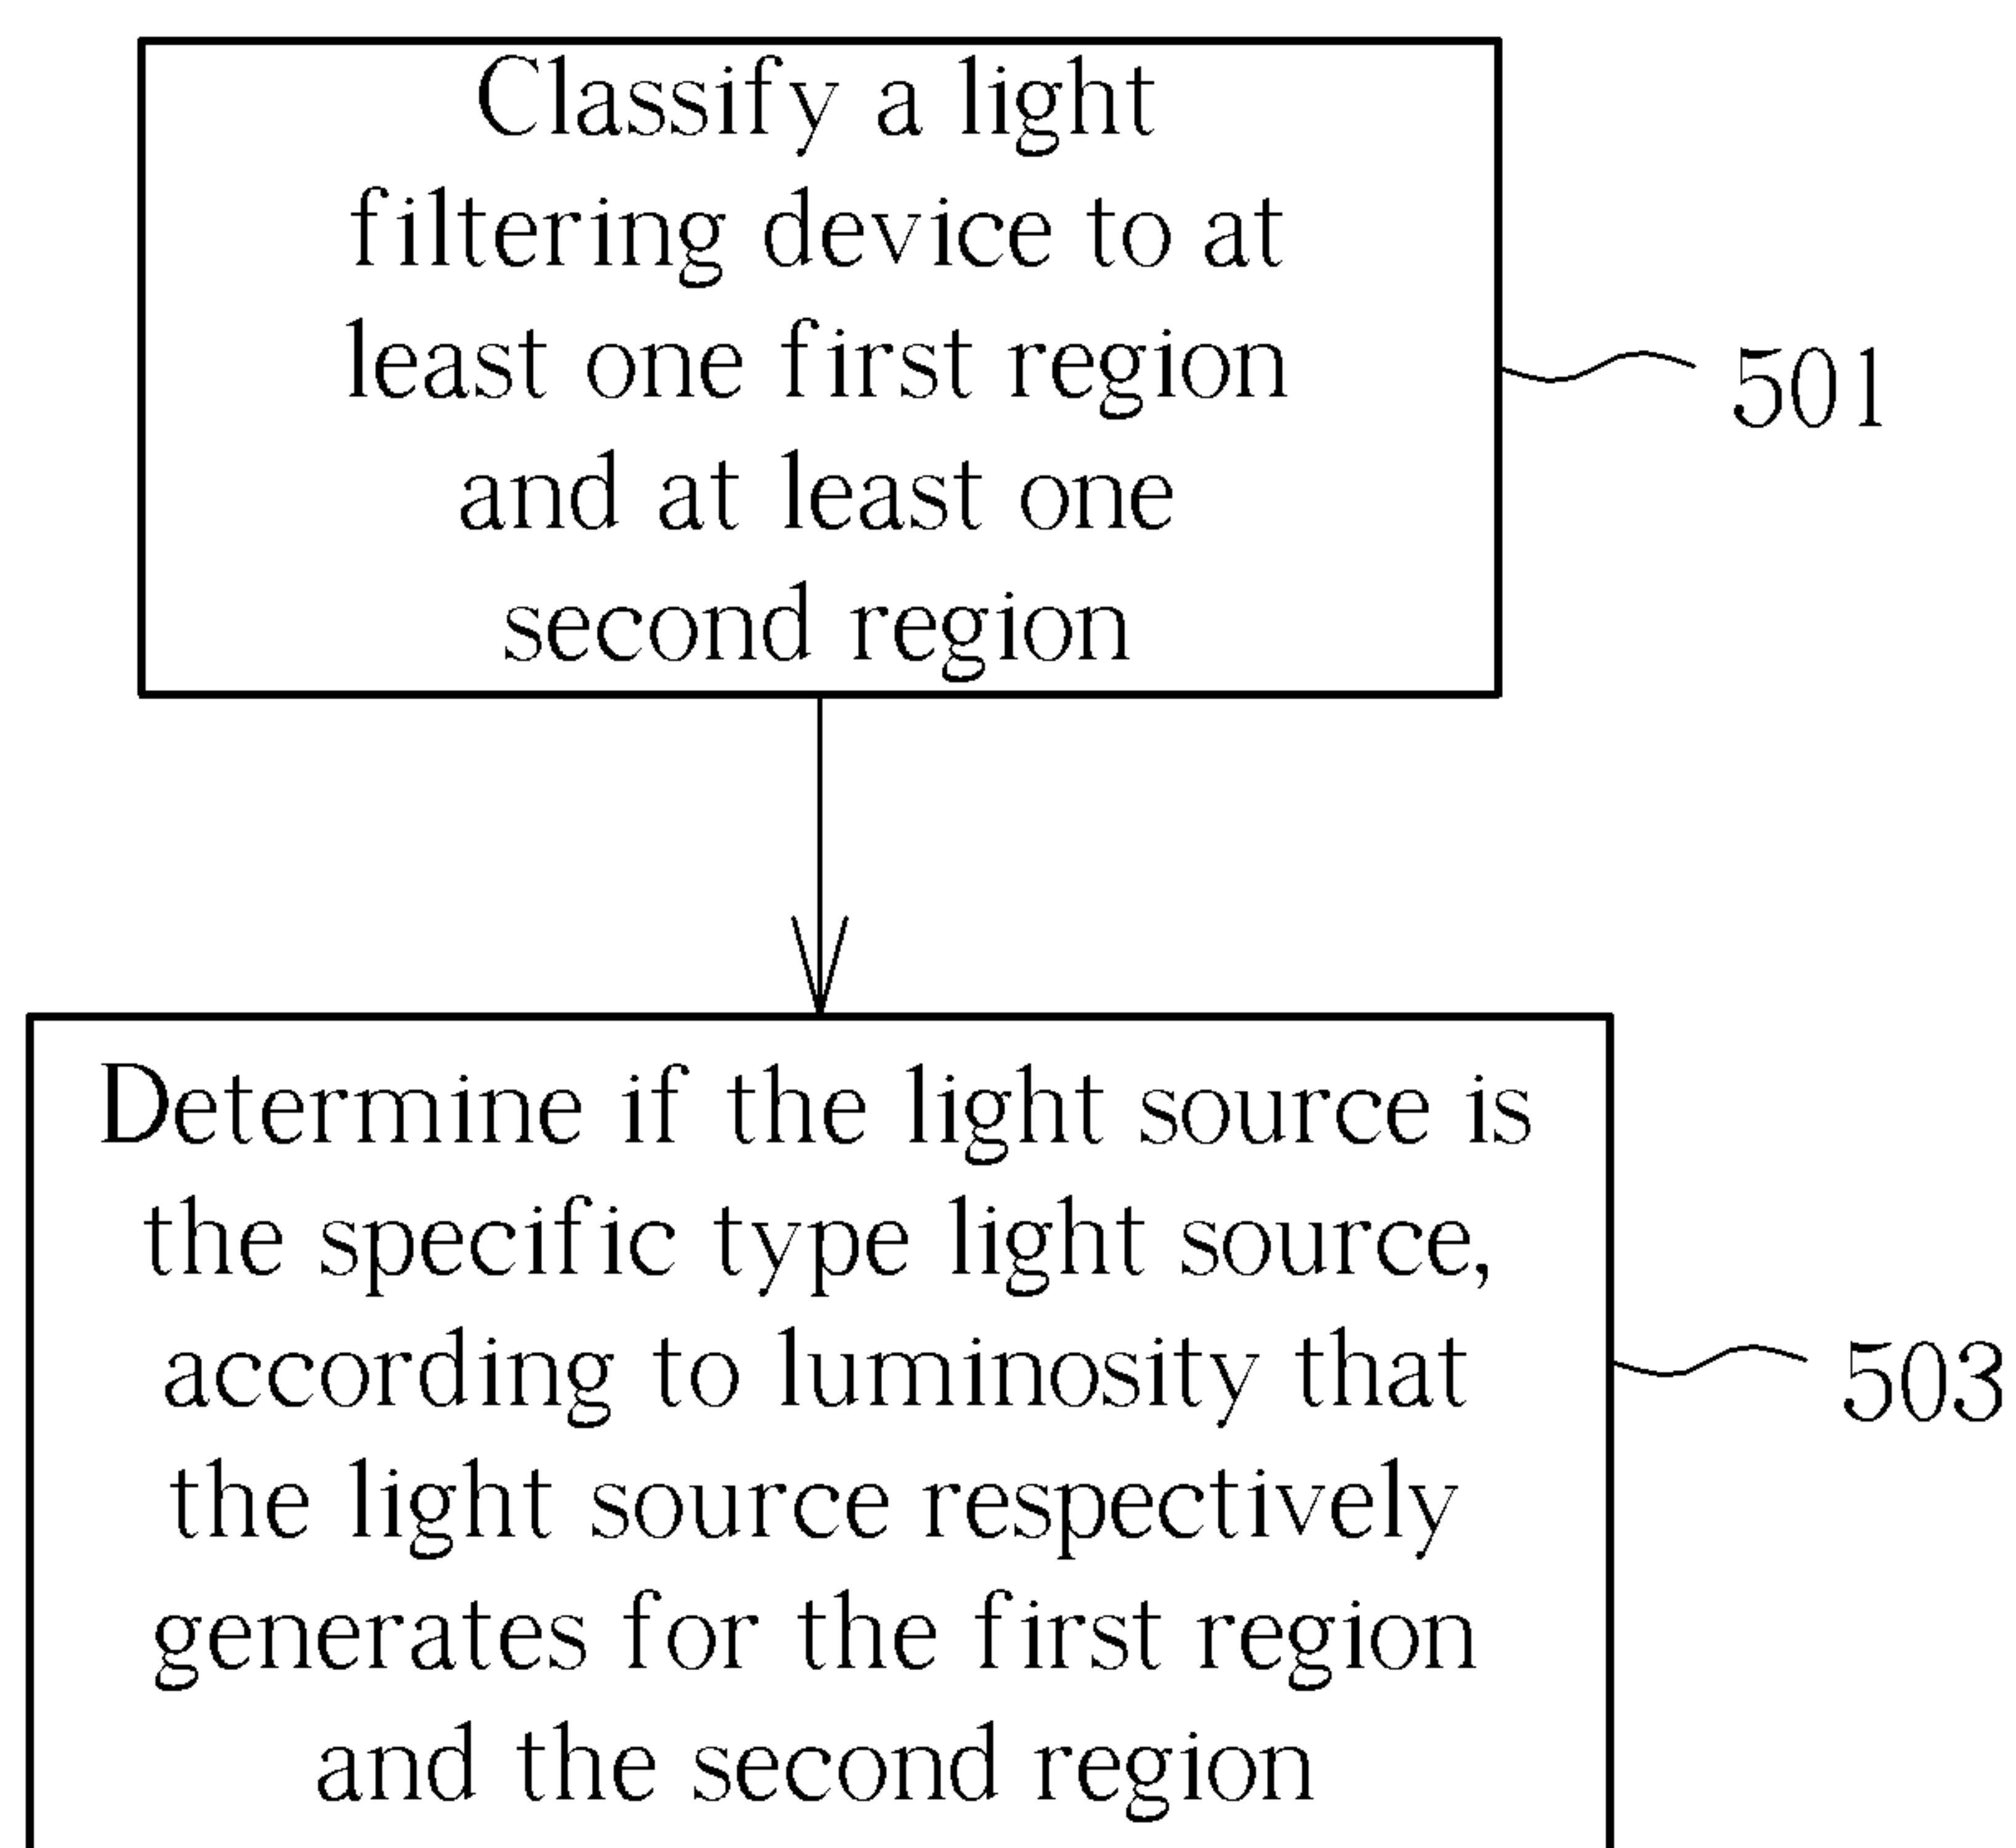 Classify a light
filtering device to at
least one first region
and at least one
second region
501
Determine if the light source is
the specific type light source,
according to luminosity that
the light source respectively
generates for the first region
and the second region
503